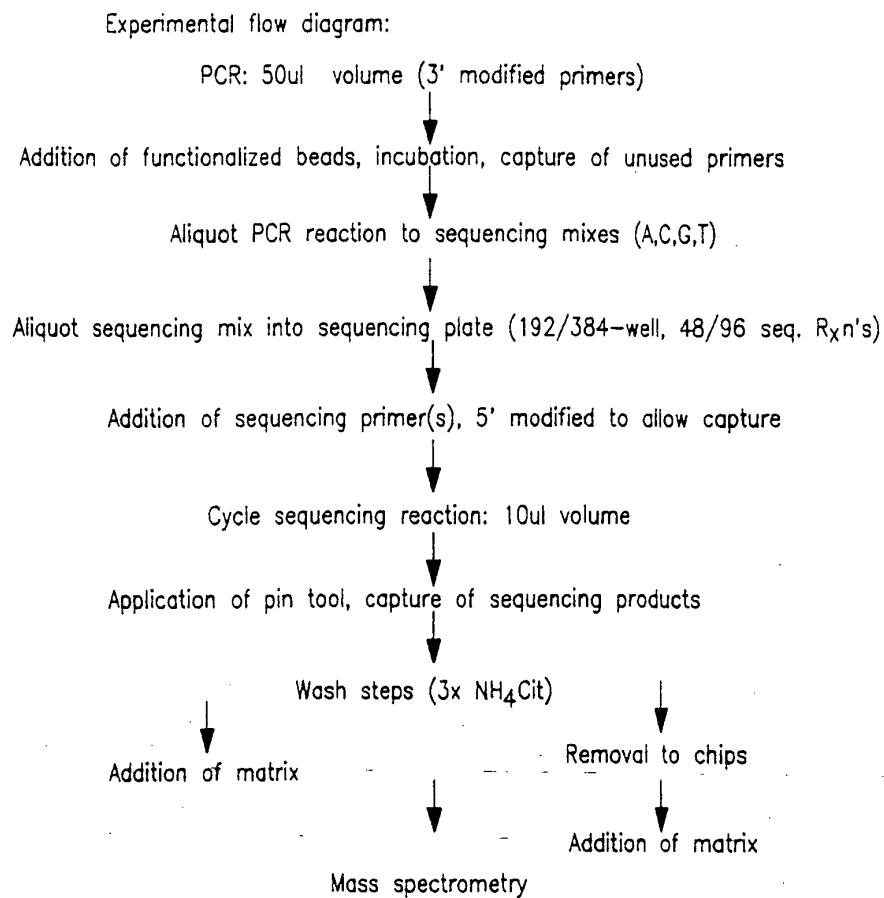 Experimental flow diagram:
PCR: 50ul volume (3' modified primers)
Addition of functionalized beads, incubation, capture of unused primers
Aliquot PCR reaction to sequencing mixes (A,C,G,T)
Aliquot sequencing mix into sequencing plate (192/384-well, 48/96 seq. RXn's)
Addition of sequencing primer(s), 5' modified to allow capture
Cycle sequencing reaction: 10ul volume
Application of pin tool, capture of sequencing products
Wash steps (3x NH4Cit)
Removal to chips
Addition of matrix
Addition of matrix
Mass spectrometry